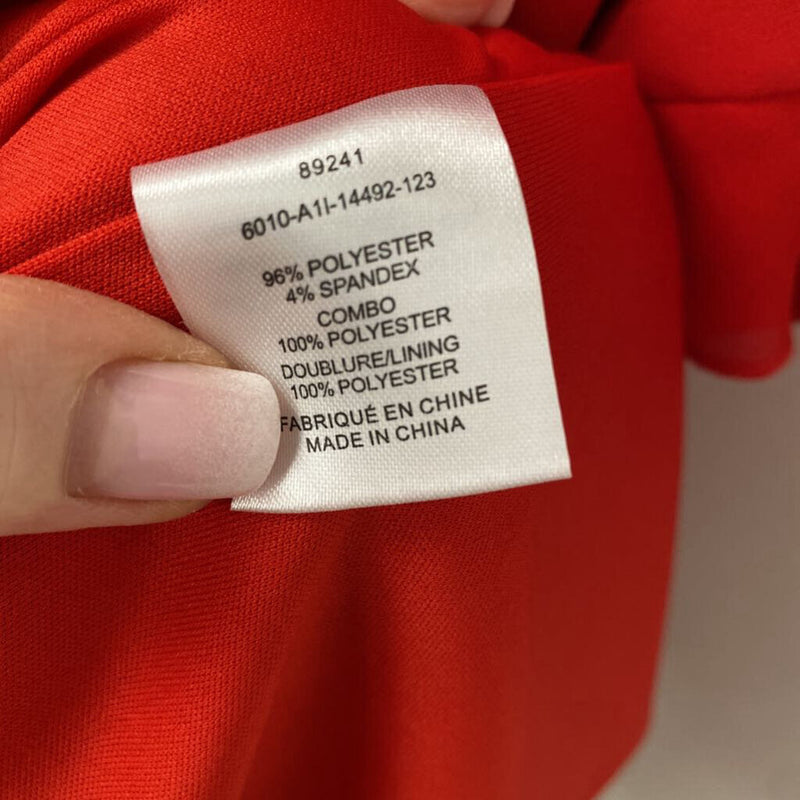 89241
6010-A1I-14492-123
96% POLYESTER
4% SPANDEX
COMBO
100% POLYESTER
DOUBLURE/LINING
100% POLYESTER
FABRIQUÉ EN CHINE
MADE IN CHINA